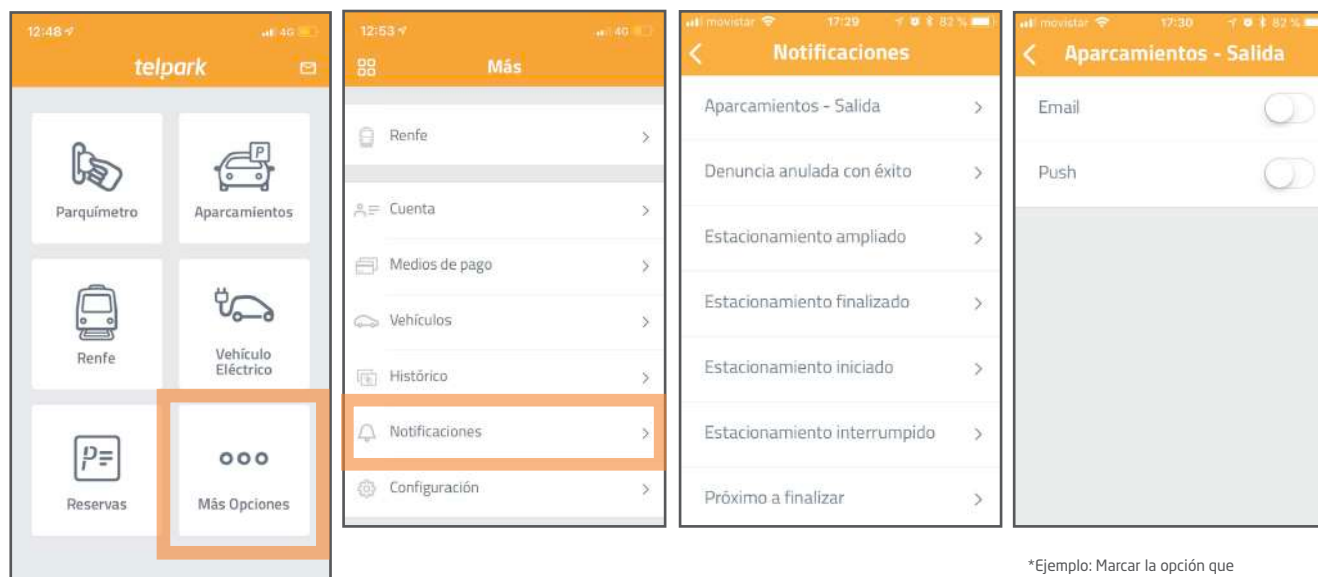 12:48
4G
telpark
Parquímetro
Aparcamientos
Renfe
Vehículo
Eléctrico
Reservas
Más Opciones
12:53
4G
Más
Renfe
Cuenta
Medios de pago
Vehículos
Histórico
Notificaciones
Configuración
movistar 17:29 82 %
Notificaciones
Aparcamientos - Salida
Denuncia anulada con éxito
Estacionamiento ampliado
Estacionamiento finalizado
Estacionamiento iniciado
Estacionamiento interrumpido
Próximo a finalizar
movistar 17:30 82 %
Aparcamientos - Salida
Email
Push
*Ejemplo: Marcar la opción que